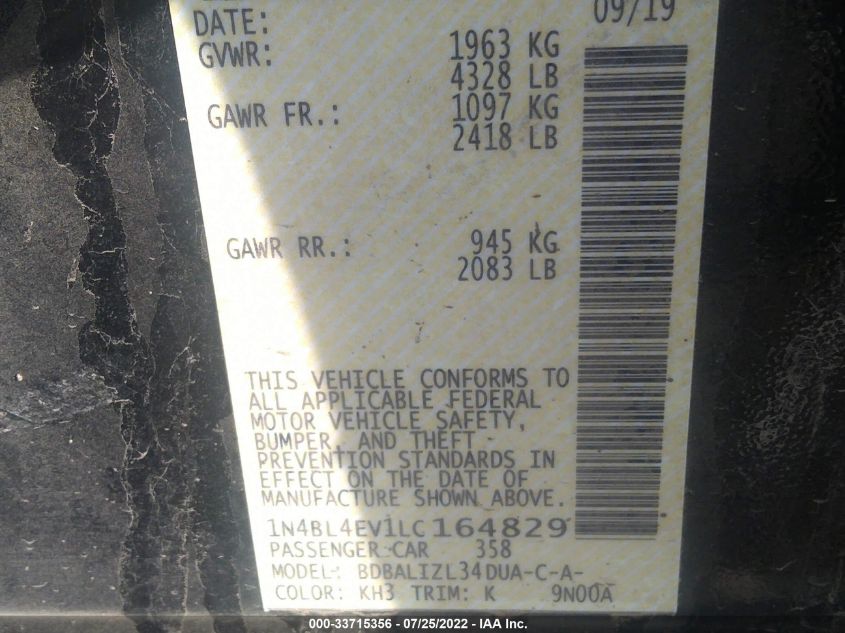 DATE: 09/19
GVWR: 1963 KG
4328 LB
GAWR FR.: 1097 KG
2418 LB
GAWR RR.: 945 KG
2083 LB
THIS VEHICLE CONFORMS TO
ALL APPLICABLE FEDERAL
MOTOR VEHICLE SAFETY,
BUMPER, AND THEFT
PREVENTION STANDARDS IN
EFFECT ON THE DATE OF
MANUFACTURE SHOWN ABOVE.
1N4BL4EV1LC164829
PASSENGER CAR 358
MODEL: BDBALIZL34DUA-C-A-
COLOR: KH3 TRIM: K 9N00A
000-33715356 - 07/25/2022 - IAA Inc.